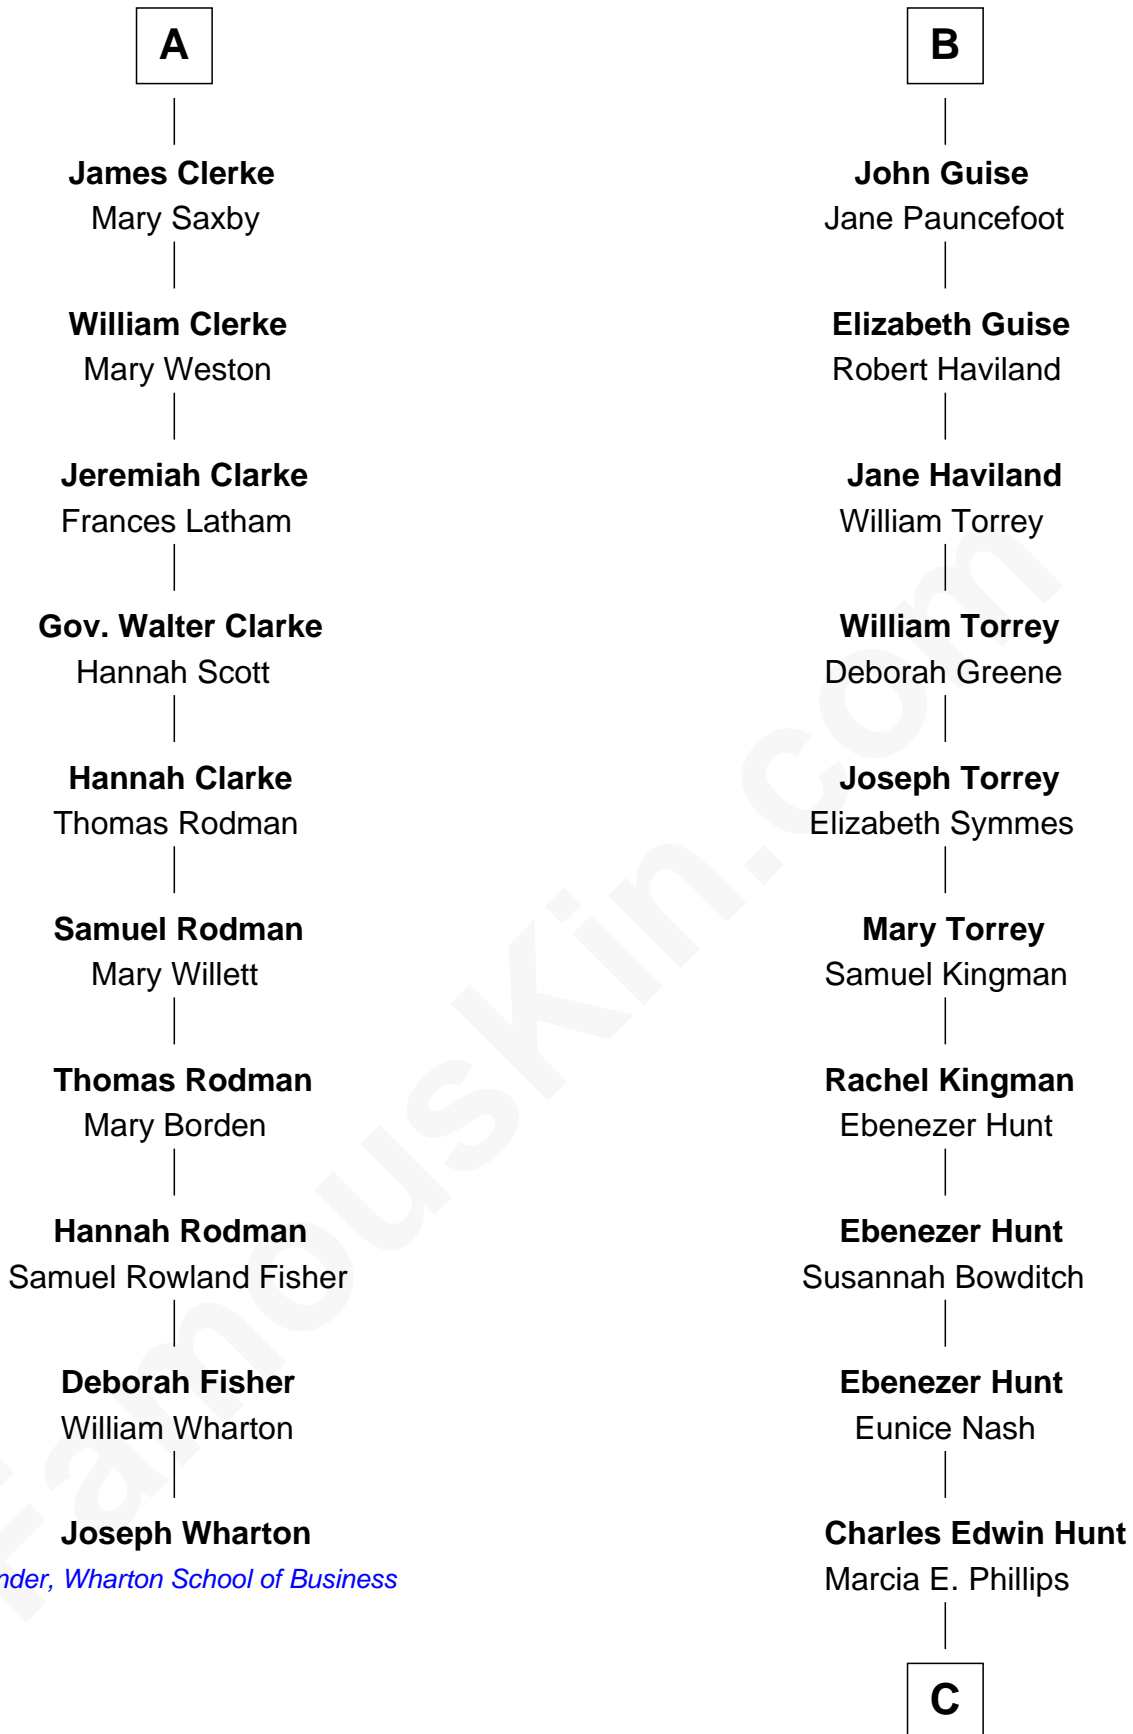 A
James Clerke
Mary Saxby
William Clerke
Mary Weston
Jeremiah Clarke
Frances Latham
Gov. Walter Clarke
Hannah Scott
Hannah Clarke
Thomas Rodman
Samuel Rodman
Mary Willett
Thomas Rodman
Mary Borden
Hannah Rodman
Samuel Rowland Fisher
Deborah Fisher
William Wharton
Joseph Wharton
nder, Wharton School of Business
B
John Guise
Jane Pauncefoot
Elizabeth Guise
Robert Haviland
Jane Haviland
William Torrey
William Torrey
Deborah Greene
Joseph Torrey
Elizabeth Symmes
Mary Torrey
Samuel Kingman
Rachel Kingman
Ebenezer Hunt
Ebenezer Hunt
Susannah Bowditch
Ebenezer Hunt
Eunice Nash
Charles Edwin Hunt
Marcia E. Phillips
C
FamousKin.com